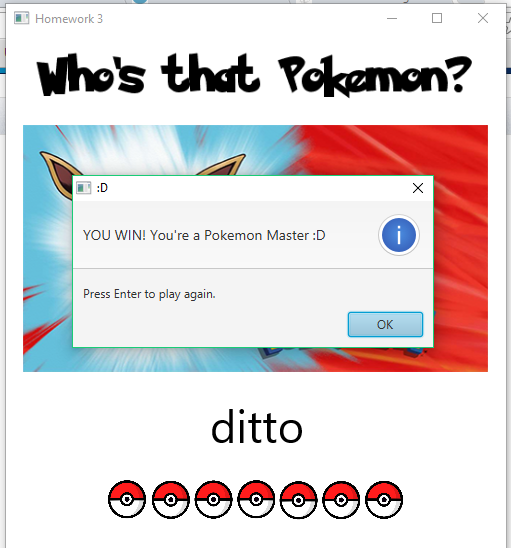 Homework 3
Who's that Pokemon?
:D
YOU WIN! You're a Pokemon Master :D
i
Press Enter to play again.
OK
ditto